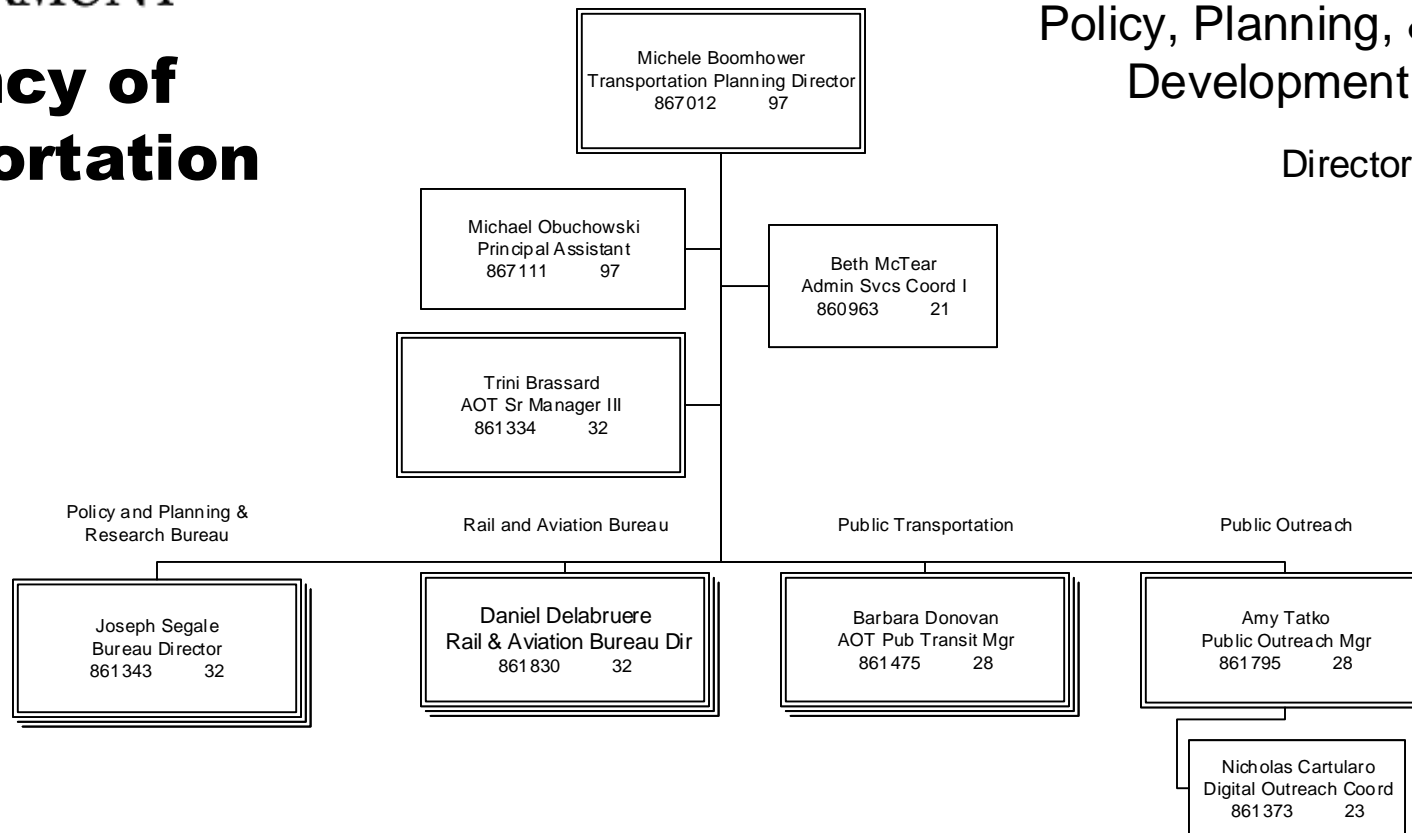 Policy, Planning, &
Development
Director
Michele Boomhower
Transportation Planning Director
867012 97
Michael Obuchowski
Principal Assistant
867111 97
Beth McTear
Admin Svcs Coord I
860963 21
Trini Brassard
AOT Sr Manager III
861334 32
Policy and Planning &
Research Bureau
Rail and Aviation Bureau
Public Transportation
Public Outreach
Joseph Segale
Bureau Director
861343 32
Daniel Delabruere
Rail & Aviation Bureau Dir
861830 32
Barbara Donovan
AOT Pub Transit Mgr
861475 28
Amy Tatko
Public Outreach Mgr
861795 28
Nicholas Cartularo
Digital Outreach Coord
861373 23
ncy of
ortation